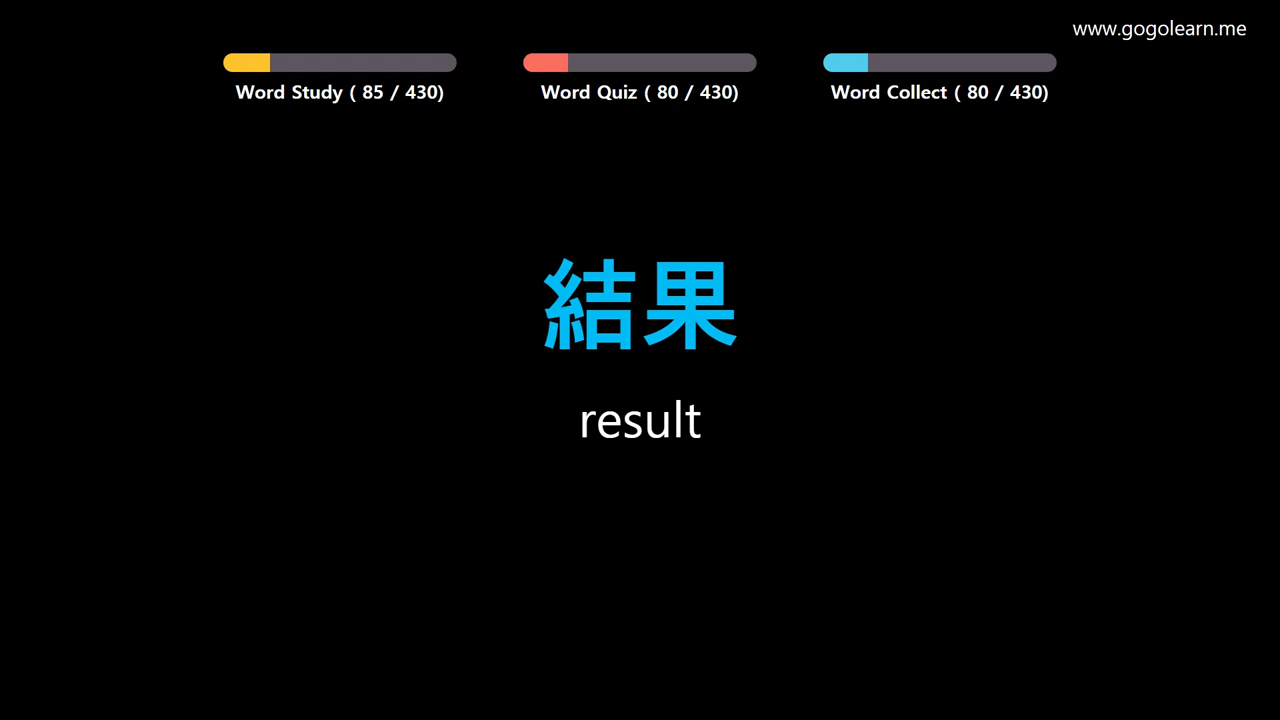 www.gogolearn.me
Word Study ( 85 / 430)
Word Quiz ( 80 / 430)
Word Collect ( 80 / 430)
結果
result